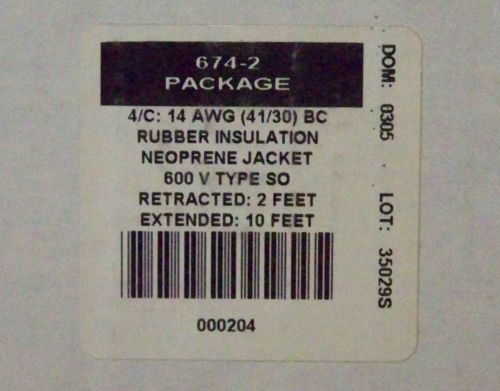 674-2
PACKAGE
4/C: 14 AWG (41/30) BC
RUBBER INSULATION
NEOPRENE JACKET
600 V TYPE SO
RETRACTED: 2 FEET
EXTENDED: 10 FEET
000204
DOM: 0305 LOT: 35029S